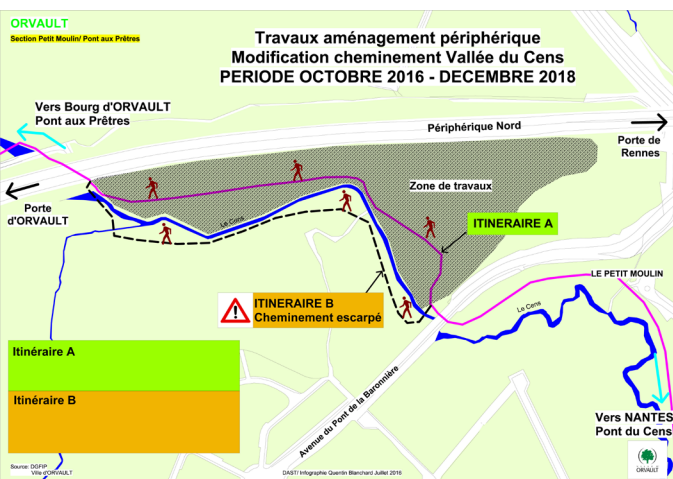 ORVAULT
Section Petit Moulin/ Pont aux Prêtres
Travaux aménagement périphérique
Modification cheminement Vallée du Cens
PERIODE OCTOBRE 2016 - DECEMBRE 2018
Vers Bourg d'ORVAULT
Pont aux Prêtres
Périphérique Nord
Porte de
Rennes
Porte
d'ORVAULT
Zone de travaux
Le Cens
ITINERAIRE A
LE PETIT MOULIN
ITINERAIRE B
Cheminement escarpé
Le Cens
Itinéraire A
Itinéraire B
Avenue du Pont de la Baronnière
Vers NANTES
Pont du Cens
Source: DGFIP
Ville d'ORVAULT
DAST/ Infographie Quentin Blanchard Juillet 2016
ORVAULT